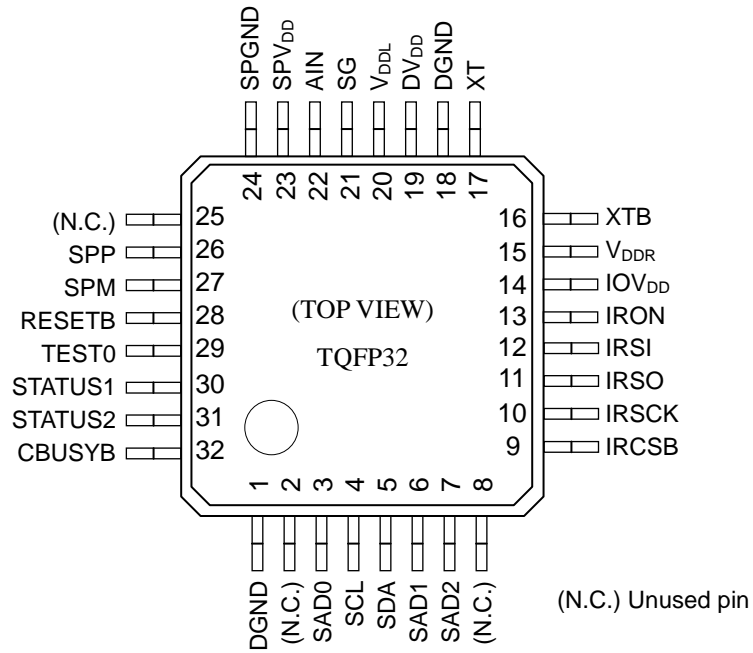 SPGND
SPVDD
AIN
SG
VDDL
DVDD
DGND
XT
24
23
22
21
20
19
18
17
(N.C.) 25
SPP 26
SPM 27
RESETB 28
TEST0 29
STATUS1 30
STATUS2 31
CBUSYB 32
(TOP VIEW)
TQFP32
16 XTB
15 VDDR
14 IOVDD
13 IRON
12 IRSI
11 IRSO
10 IRSCK
9 IRCSB
1
2
3
4
5
6
7
8
DGND
(N.C.)
SAD0
SCL
SDA
SAD1
SAD2
(N.C.)
(N.C.) Unused pin